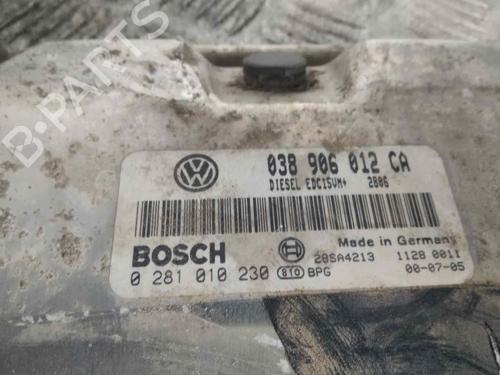 B-PARTS
038 906 012 CA
DIESEL EDC15VM+ 2806
BOSCH
Made in Germany
28SA4213 1128 0011
0 281 010 230 610 BPG 00-07-05